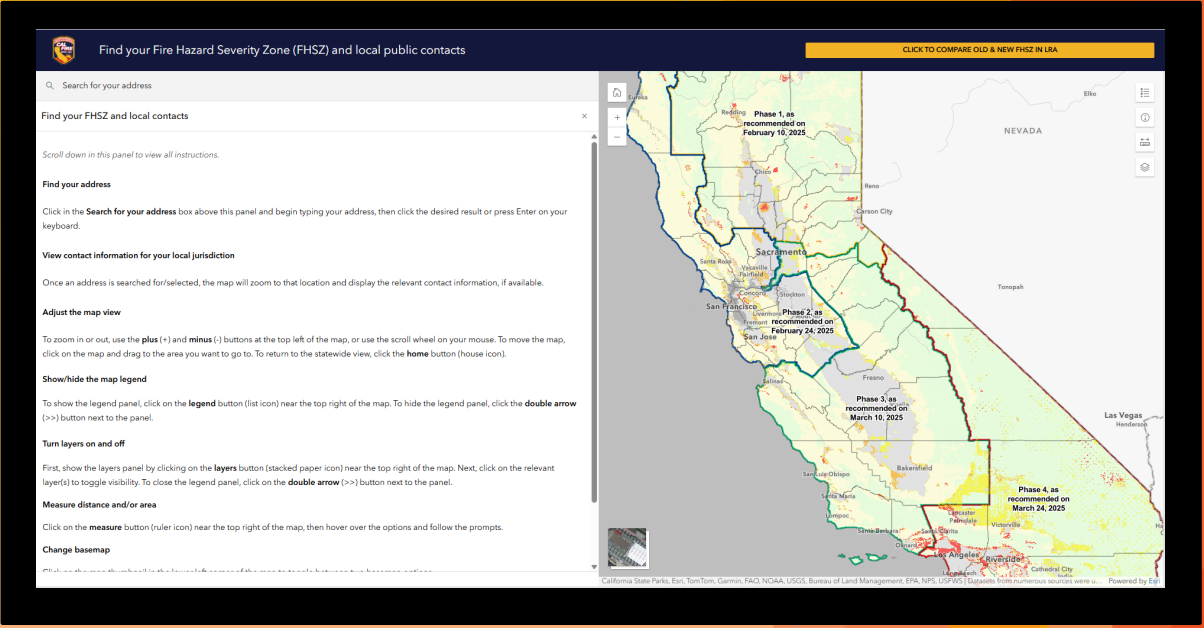 CAL FIRE
Find your Fire Hazard Severity Zone (FHSZ) and local public contacts
CLICK TO COMPARE OLD & NEW FHSZ IN LRA
Search for your address
Find your FHSZ and local contacts
Scroll down in this panel to view all instructions.
Find your address
Click in the Search for your address box above this panel and begin typing your address, then click the desired result or press Enter on your
keyboard.
View contact information for your local jurisdiction
Once an address is searched for/selected, the map will zoom to that location and display the relevant contact information, if available.
Adjust the map view
To zoom in or out, use the plus (+) and minus (-) buttons at the top left of the map, or use the scroll wheel on your mouse. To move the map,
click on the map and drag to the area you want to go to. To return to the statewide view, click the home button (house icon).
Show/hide the map legend
To show the legend panel, click on the legend button (list icon) near the top right of the map. To hide the legend panel, click the double arrow
(>>) button next to the panel.
Turn layers on and off
First, show the layers panel by clicking on the layers button (stacked paper icon) near the top right of the map. Next, click on the relevant
layer(s) to toggle visibility. To close the legend panel, click on the double arrow (>>) button next to the panel.
Measure distance and/or area
Click on the measure button (ruler icon) near the top right of the map, then hover over the options and follow the prompts.
Change basemap
Eureka
Redding
Phase 1, as
recommended on
February 10, 2025
Elko
NEVADA
Chico
Reno
Carson City
Sacramento
Santa Rosa
Vacaville
Fairfield
Tonopah
Concord
Stockton
San Francisco
Livermore
Phase 2, as
recommended on
February 24, 2025
Fremont
San Jose
Salinas
Fresno
Phase 3, as
recommended on
March 10, 2025
Las Vegas
Henderson
San Luis Obispo
Bakersfield
Santa Maria
Phase 4, as
recommended on
March 24, 2025
Lompoc
Lancaster
Palmdale
Victorville
Santa Barbara
Santa Clarita
Oxnard
Los Angeles
Riverside
Long Beach
Cathedral City
Indio
California State Parks, Esri, TomTom, Garmin, FAO, NOAA, USGS, Bureau of Land Management, EPA, NPS, USFWS | Datasets from numerous sources were u...
Powered by Esri